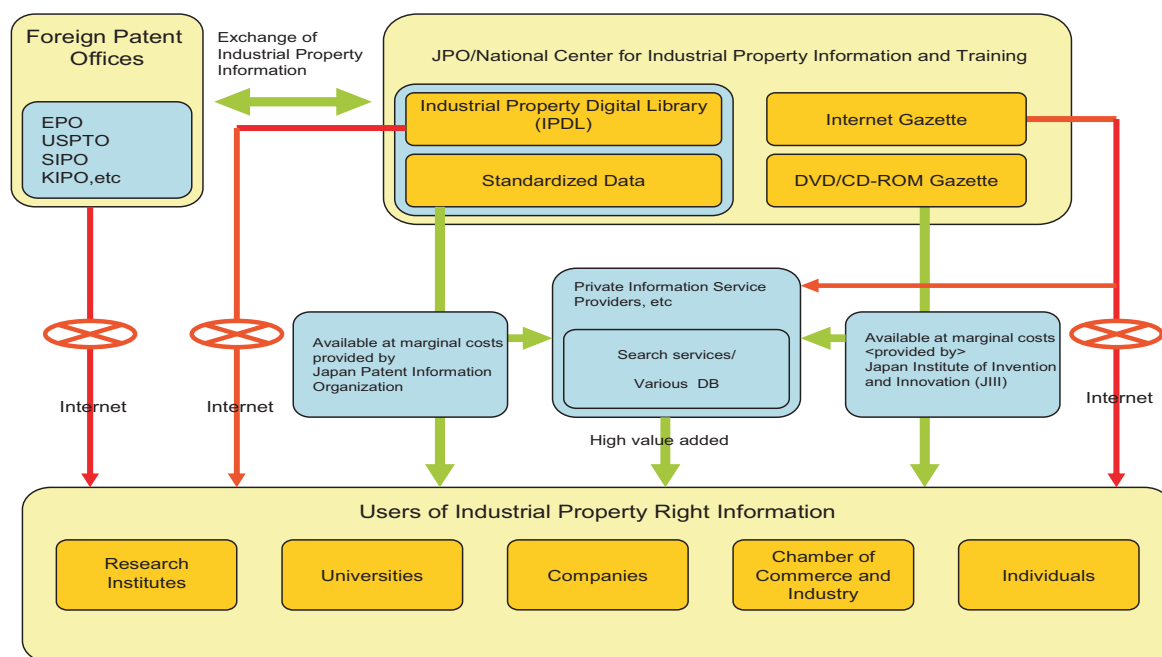 Foreign Patent
Offices
EPO
USPTO
SIPO
KIPO,etc
Exchange of
Industrial Property
Information
JPO/National Center for Industrial Property Information and Training
Industrial Property Digital Library
(IPDL)
Standardized Data
Internet Gazette
DVD/CD-ROM Gazette
Private Information Service
Providers, etc
Search services/
Various DB
Available at marginal costs
provided by
Japan Patent Information
Organization
Available at marginal costs
<provided by>
Japan Institute of Invention
and Innovation (JIII)
Internet
Internet
High value added
Internet
Users of Industrial Property Right Information
Research
Institutes
Universities
Companies
Chamber of
Commerce and
Industry
Individuals